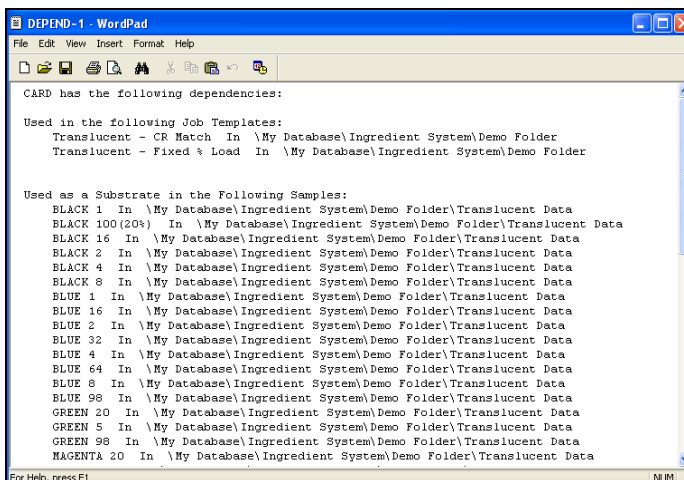 DEPEND~1 - WordPad
File Edit View Insert Format Help
CARD has the following dependencies:
Used in the following Job Templates:
Translucent - CR Match In \My Database\Ingredient System\Demo Folder
Translucent - Fixed % Load In \My Database\Ingredient System\Demo Folder
Used as a Substrate in the Following Samples:
BLACK 1 In \My Database\Ingredient System\Demo Folder\Translucent Data
BLACK 100(20%) In \My Database\Ingredient System\Demo Folder\Translucent Data
BLACK 16 In \My Database\Ingredient System\Demo Folder\Translucent Data
BLACK 2 In \My Database\Ingredient System\Demo Folder\Translucent Data
BLACK 4 In \My Database\Ingredient System\Demo Folder\Translucent Data
BLACK 8 In \My Database\Ingredient System\Demo Folder\Translucent Data
BLUE 1 In \My Database\Ingredient System\Demo Folder\Translucent Data
BLUE 16 In \My Database\Ingredient System\Demo Folder\Translucent Data
BLUE 2 In \My Database\Ingredient System\Demo Folder\Translucent Data
BLUE 32 In \My Database\Ingredient System\Demo Folder\Translucent Data
BLUE 4 In \My Database\Ingredient System\Demo Folder\Translucent Data
BLUE 64 In \My Database\Ingredient System\Demo Folder\Translucent Data
BLUE 8 In \My Database\Ingredient System\Demo Folder\Translucent Data
BLUE 98 In \My Database\Ingredient System\Demo Folder\Translucent Data
GREEN 20 In \My Database\Ingredient System\Demo Folder\Translucent Data
GREEN 5 In \My Database\Ingredient System\Demo Folder\Translucent Data
GREEN 98 In \My Database\Ingredient System\Demo Folder\Translucent Data
MAGENTA 20 In \My Database\Ingredient System\Demo Folder\Translucent Data
For Help, press F1
NUM